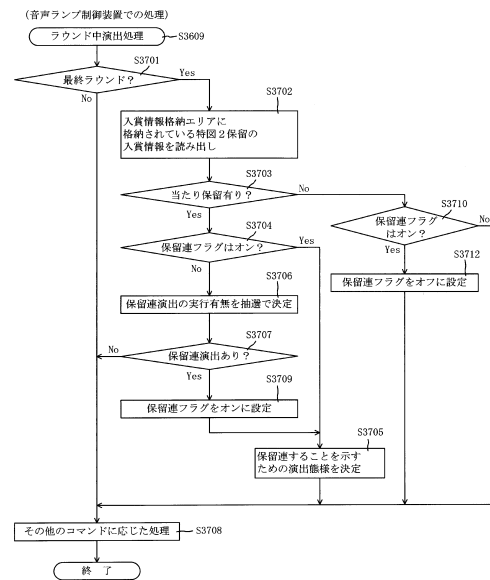 (音声ランプ制御装置での処理)
ラウンド中演出処理
S3609
S3701
最終ラウンド?
Yes
No
S3702
入賞情報格納エリアに
格納されている特図2保留の
入賞情報を読み出し
S3703
当たり保留有り?
No
Yes
S3710
保留連フラグ
はオン?
No
Yes
S3704
保留連フラグはオン?
Yes
No
S3712
保留連フラグをオフに設定
S3706
保留連演出の実行有無を抽選で決定
S3707
保留連演出あり?
No
Yes
S3709
保留連フラグをオンに設定
S3705
保留連することを示す
ための演出態様を決定
その他のコマンドに応じた処理
S3708
終了